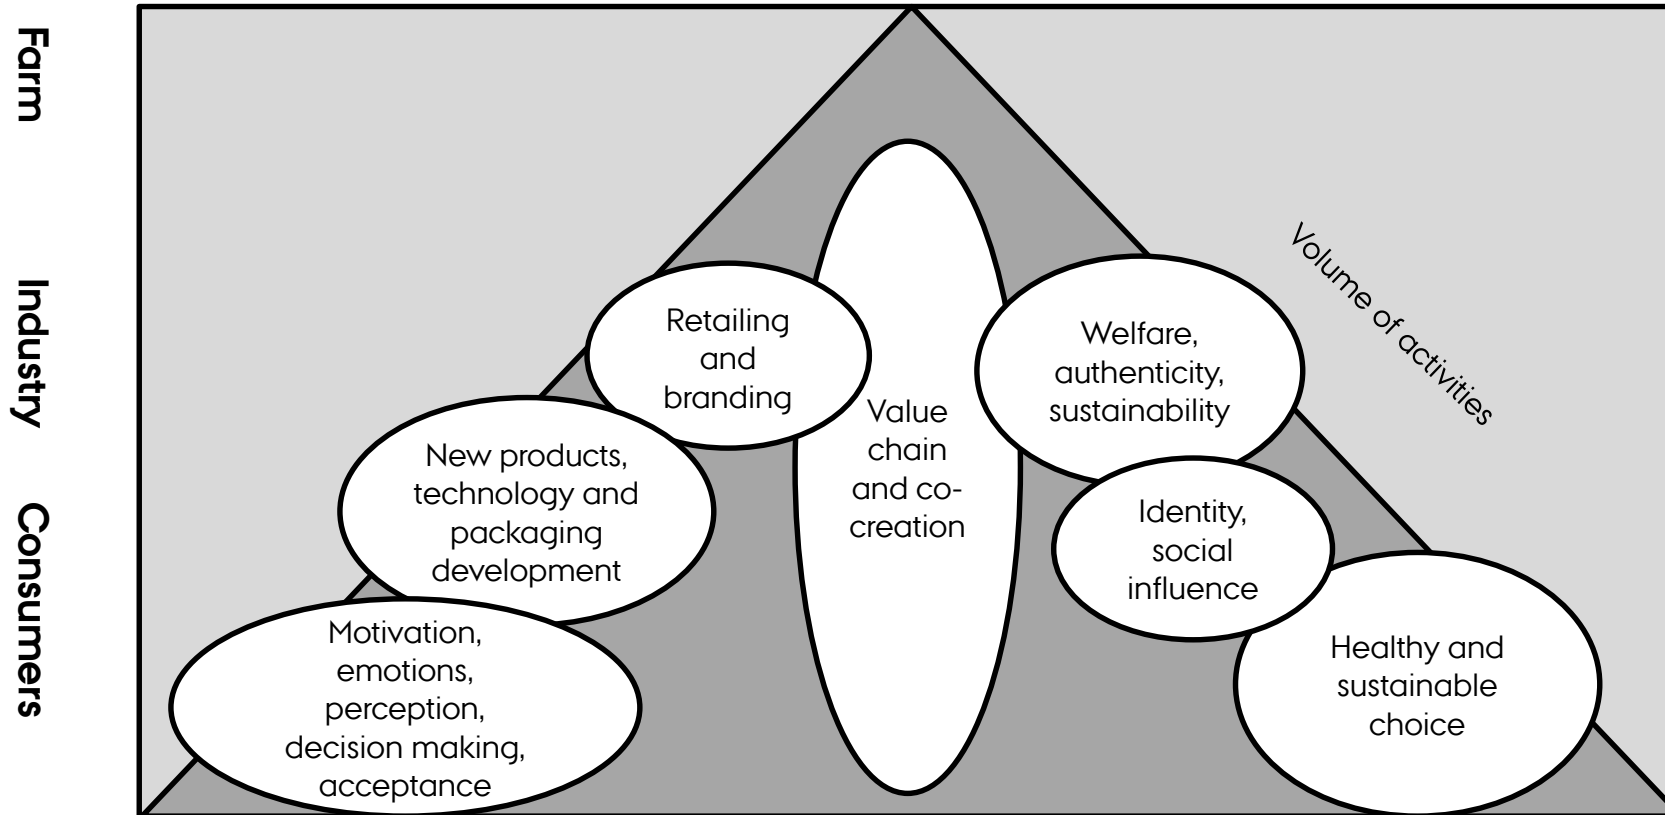 Farm
Industry
Consumers
Volume of activities
Retailing
and
branding
Welfare,
authenticity,
sustainability
Value
chain
and co-
creation
New products,
technology and
packaging
development
Identity,
social
influence
Motivation,
emotions,
perception,
decision making,
acceptance
Healthy and
sustainable
choice